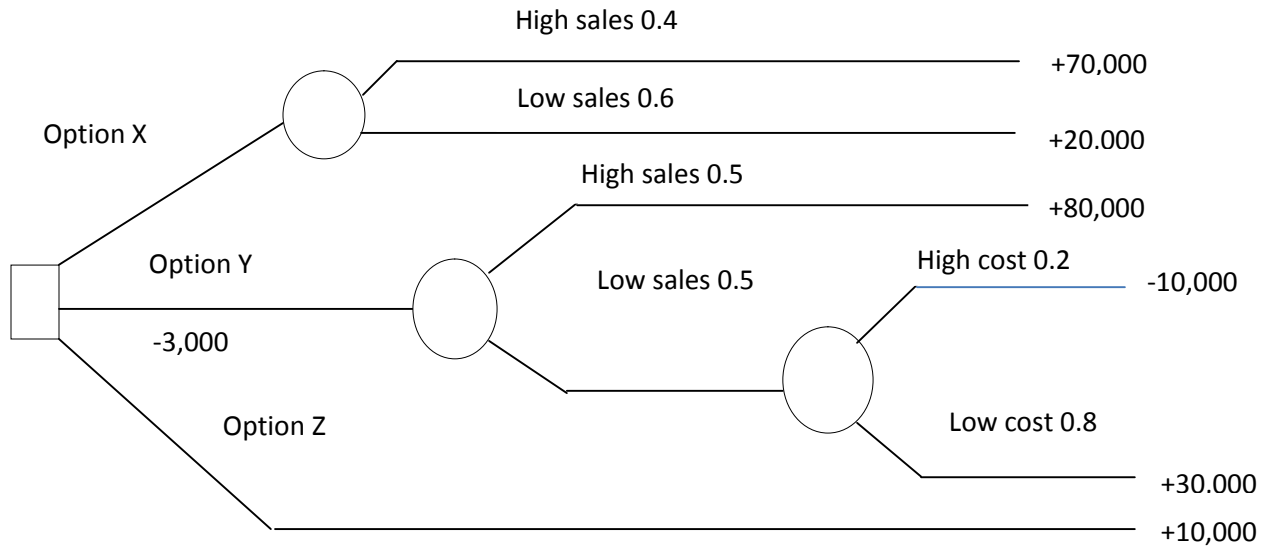 High sales 0.4
+70,000
Low sales 0.6
Option X
+20.000
High sales 0.5
+80,000
Option Y
High cost 0.2
Low sales 0.5
-10,000
-3,000
Option Z
Low cost 0.8
+30.000
+10,000